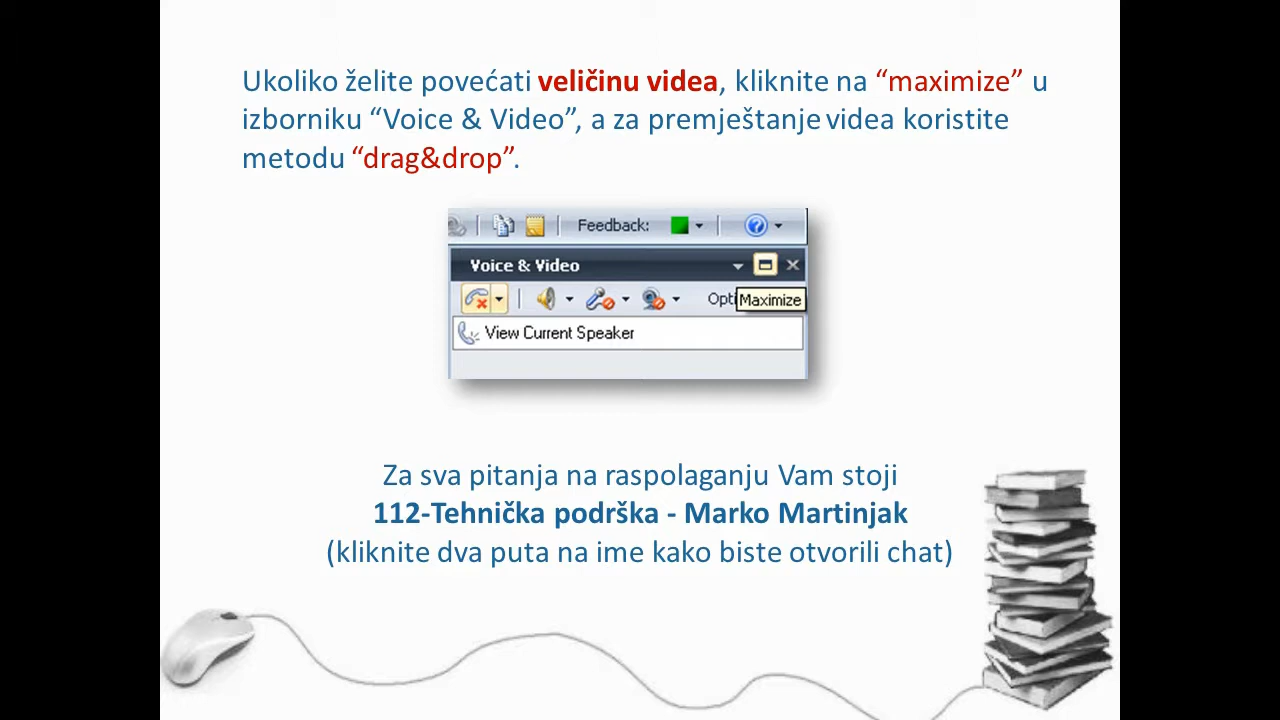 Ukoliko želite povećati veličinu videa, kliknite na “maximize” u
izborniku “Voice & Video”, a za premještanje videa koristite
metodu “drag&drop”.
Feedback:
Voice & Video
Opti
Maximize
View Current Speaker
Za sva pitanja na raspolaganju Vam stoji
112-Tehnička podrška - Marko Martinjak
(kliknite dva puta na ime kako biste otvorili chat)